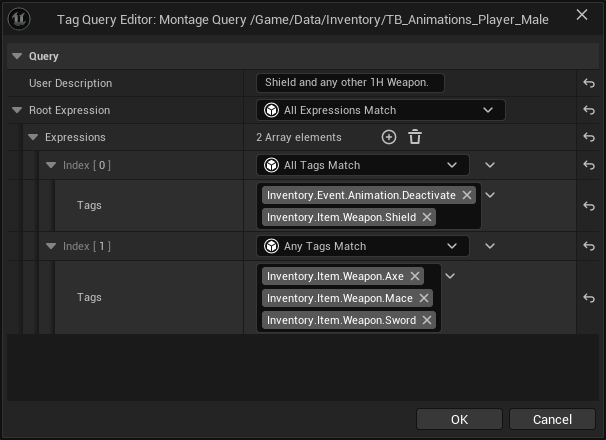 Tag Query Editor: Montage Query /Game/Data/Inventory/TB_Animations_Player_Male
Query
User Description Shield and any other 1H Weapon.
Root Expression All Expressions Match
Expressions 2 Array elements
Index [ 0 ] All Tags Match
Tags Inventory.Event.Animation.Deactivate
Inventory.Item.Weapon.Shield
Index [ 1 ] Any Tags Match
Tags Inventory.Item.Weapon.Axe
Inventory.Item.Weapon.Mace
Inventory.Item.Weapon.Sword
OK Cancel